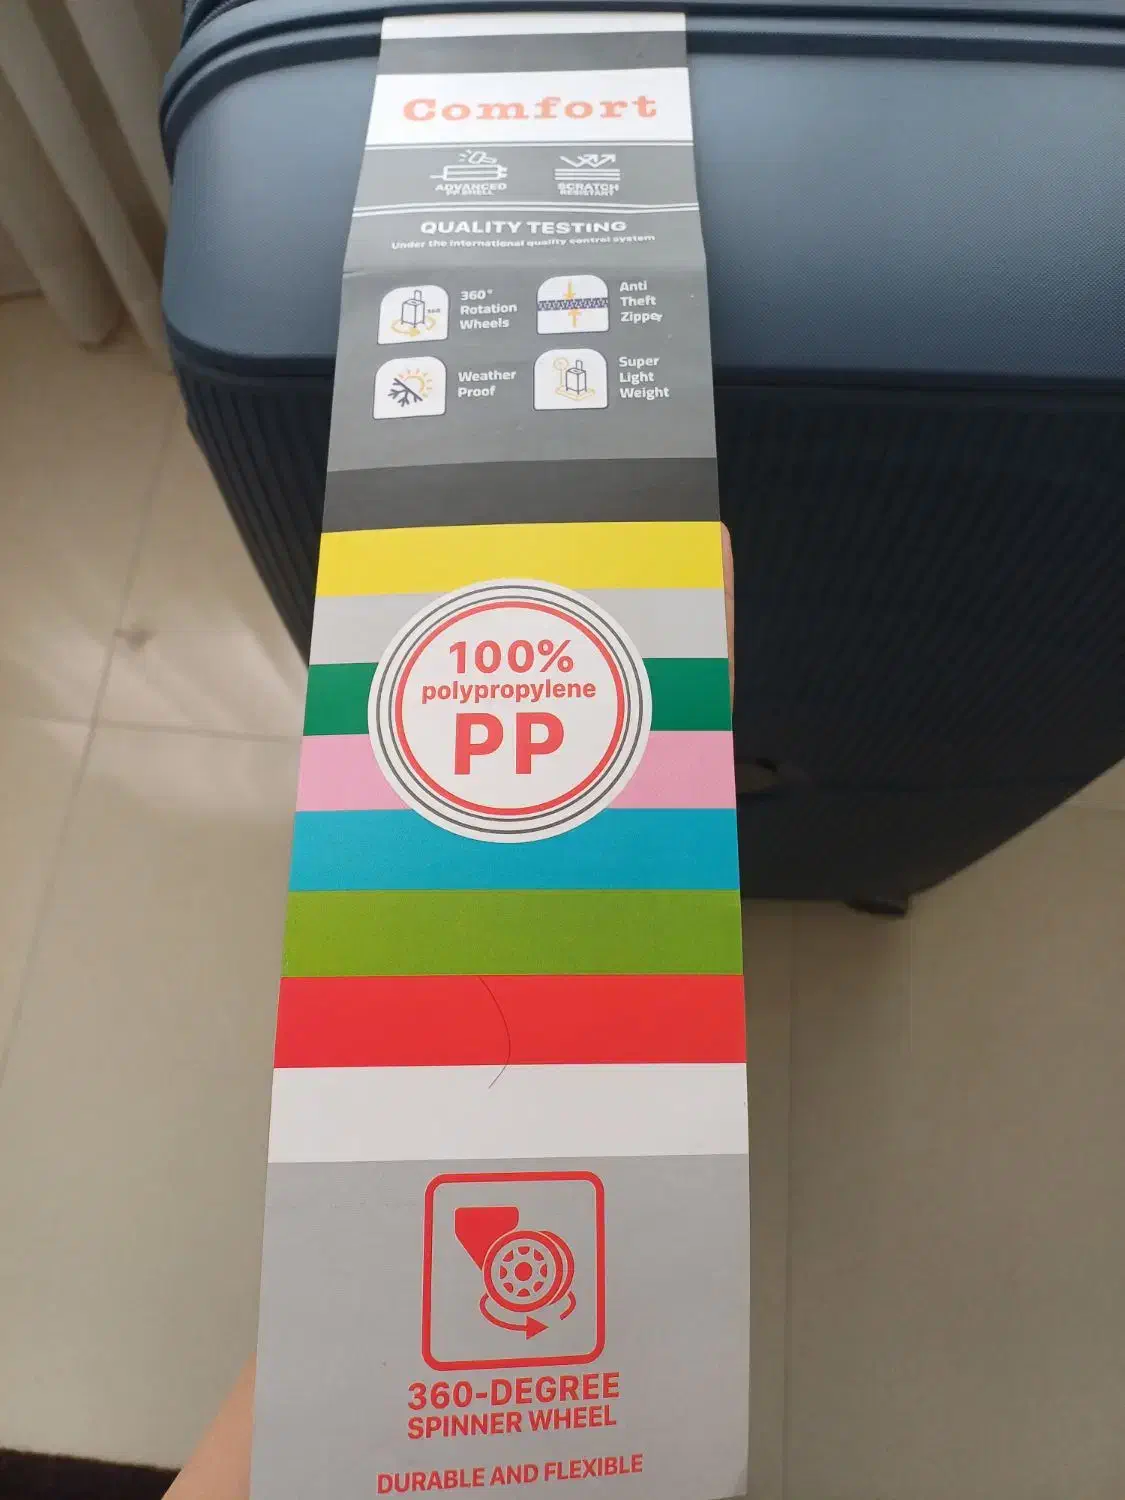 Comfort
ADVANCED
PP SHELL
SCRATCH
RESISTANT
QUALITY TESTING
Under the international quality control system
360°
Rotation
Wheels
Anti
Theft
Zipper
Weather
Proof
Super
Light
Weight
100%
polypropylene
PP
360-DEGREE
SPINNER WHEEL
DURABLE AND FLEXIBLE